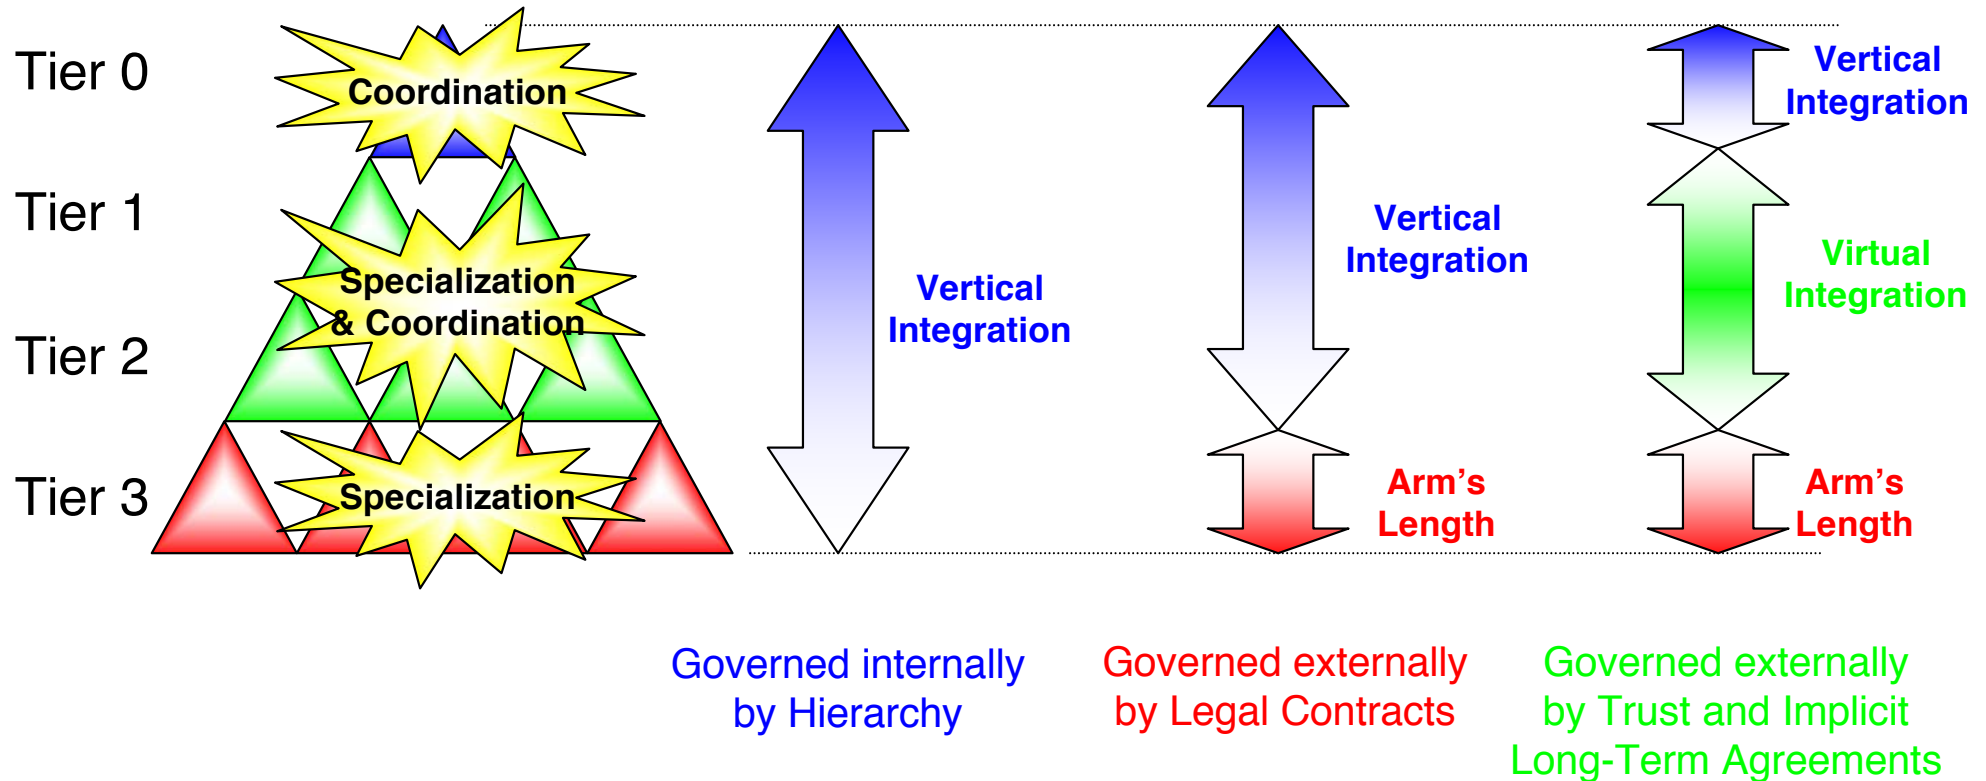 Tier 0
Tier 1
Tier 2
Tier 3
Coordination
Specialization
& Coordination
Specialization
Vertical
Integration
Vertical
Integration
Arm's
Length
Vertical
Integration
Virtual
Integration
Arm's
Length
Governed internally
by Hierarchy
Governed externally
by Legal Contracts
Governed externally
by Trust and Implicit
Long-Term Agreements